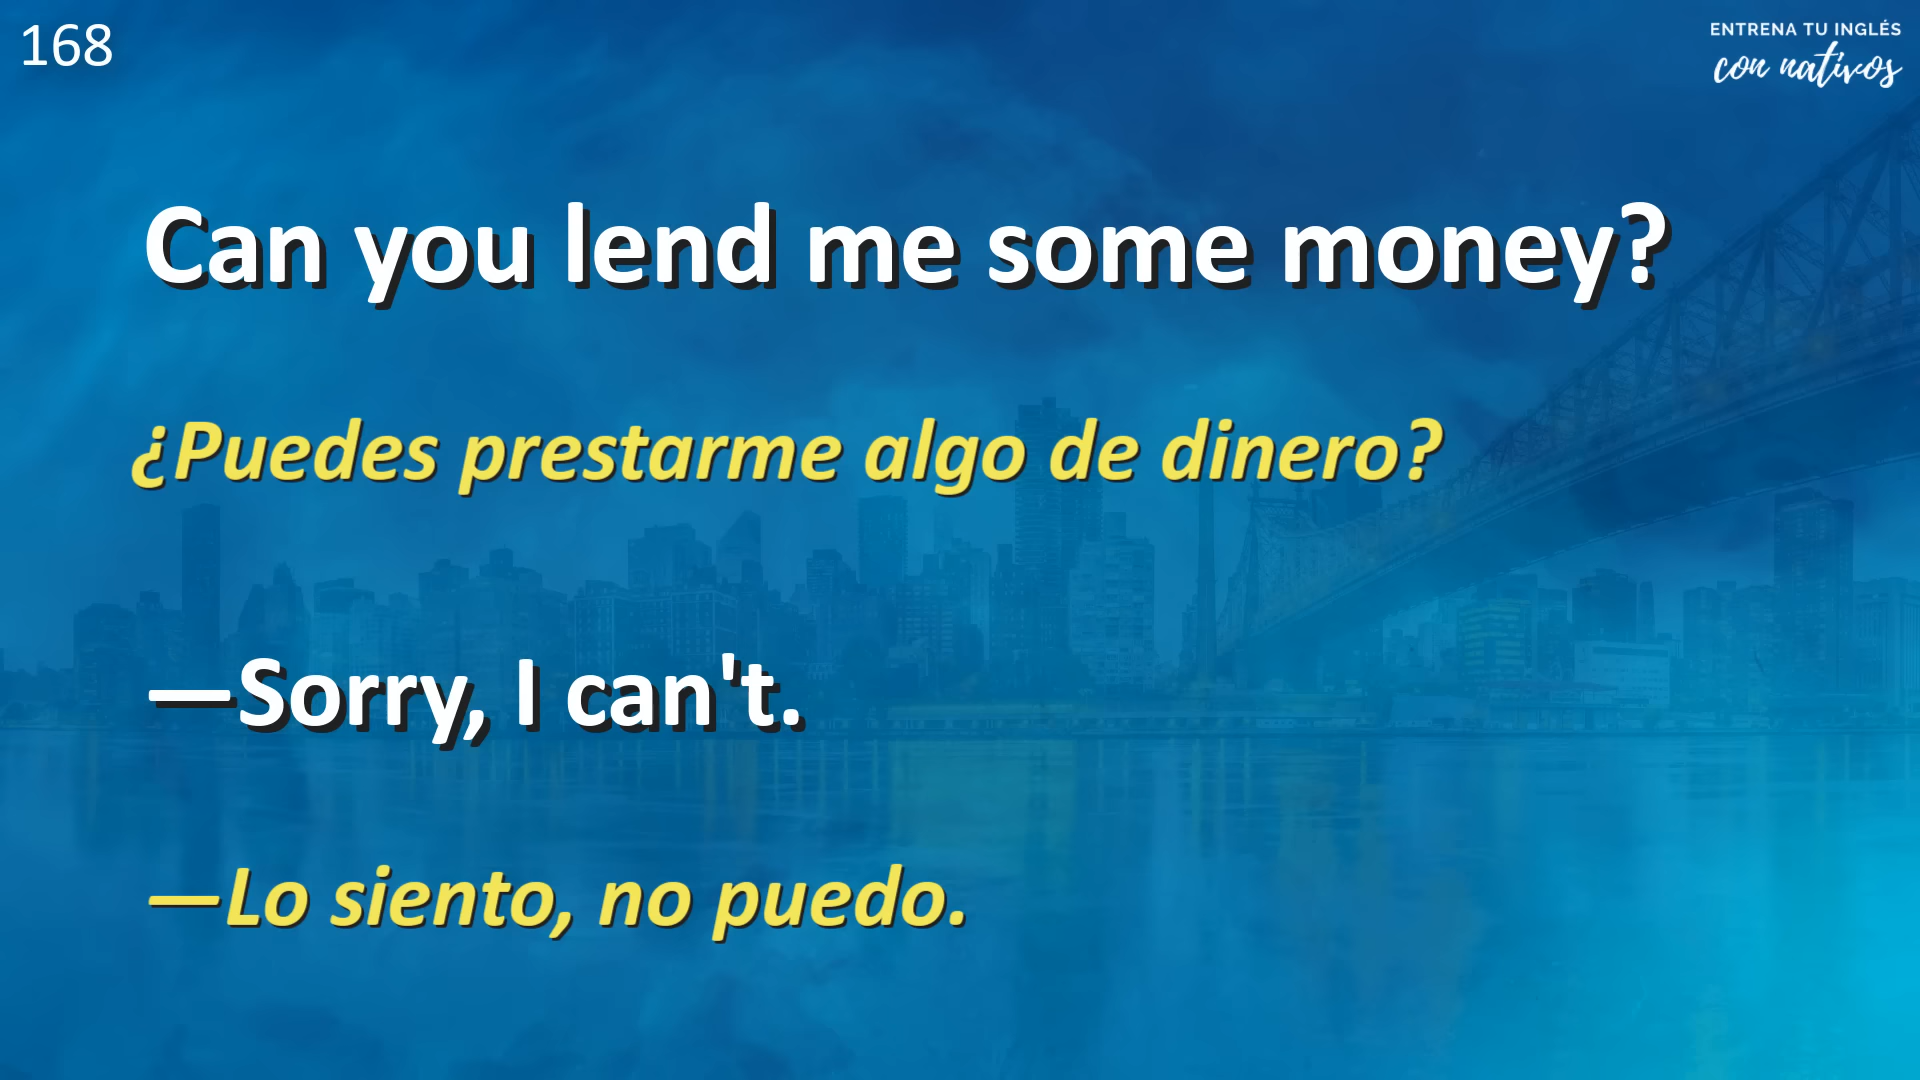 168
ENTRENA TU INGLÉS
con nativos
Can you lend me some money?
¿Puedes prestarme algo de dinero?
—Sorry, I can't.
—Lo siento, no puedo.